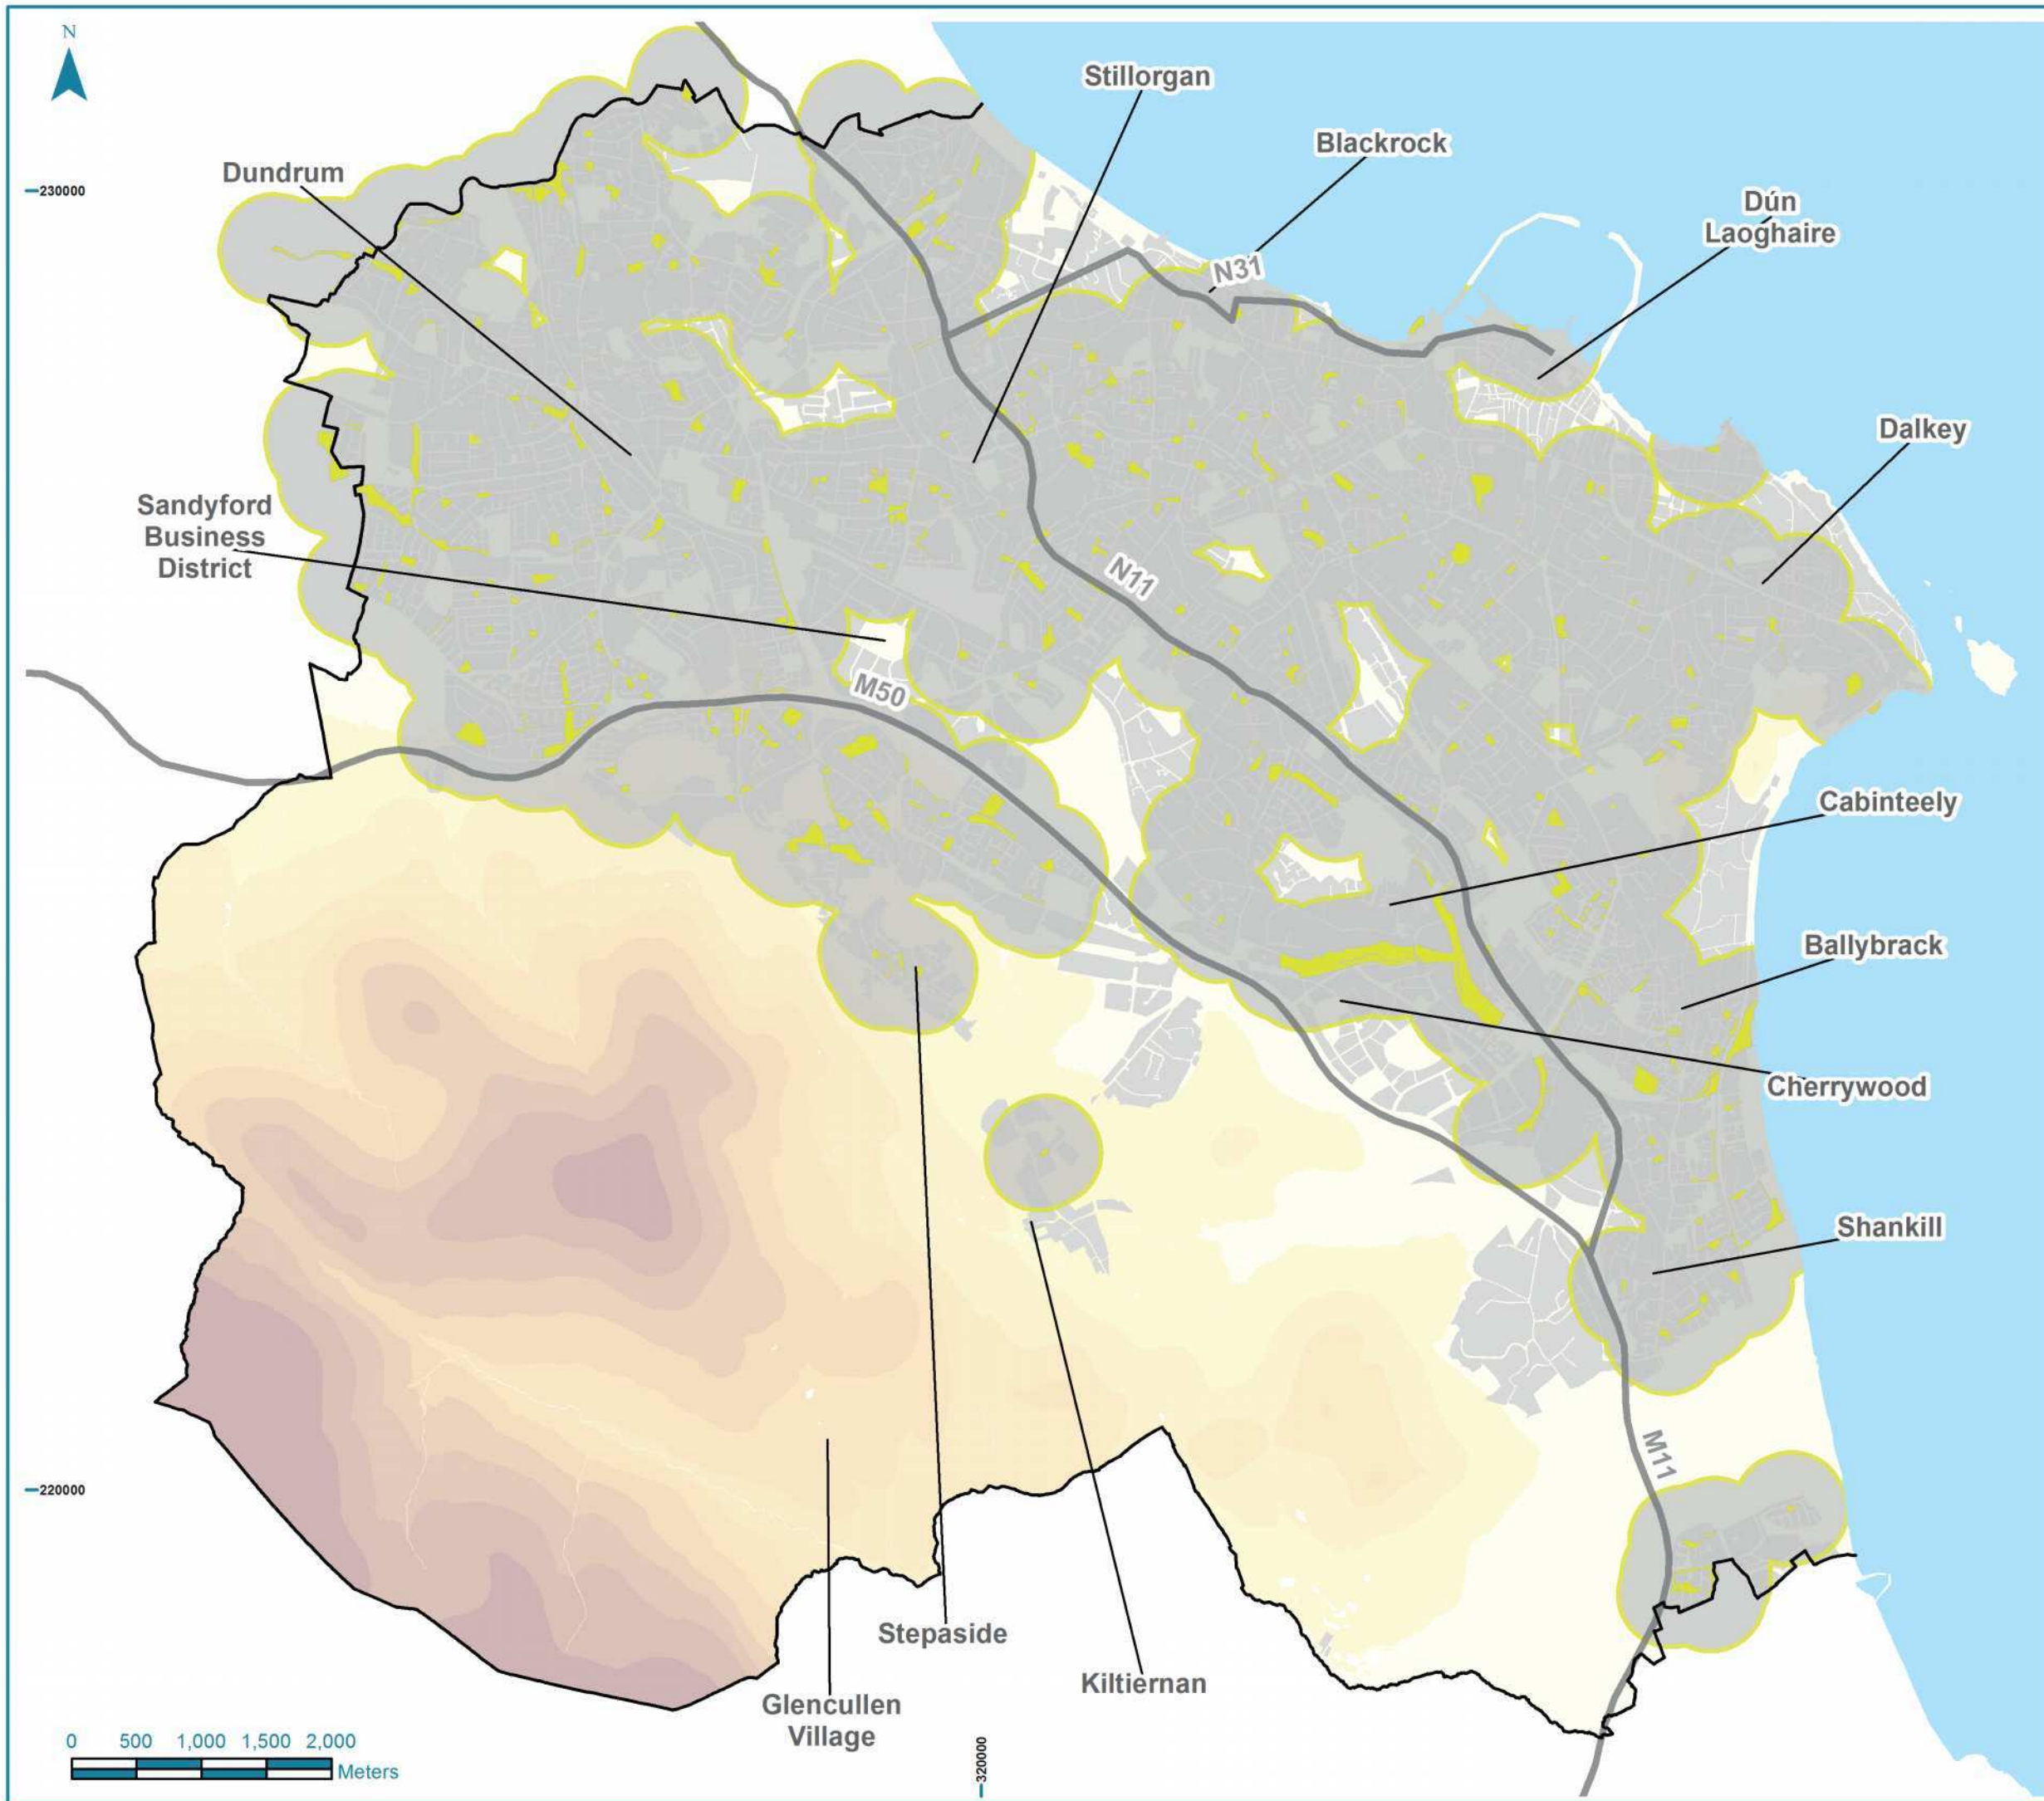 N
Stillorgan
Blackrock
Dundrum
230000
Dún
Laoghaire
N31
Dalkey
Sandyford
Business
District
N11
M50
Cabinteely
Ballybrack
Cherrywood
Shankill
M11
220000
Stepaside
Kiltiernan
Glencullen
Village
0 500 1,000 1,500 2,000
Meters
320000